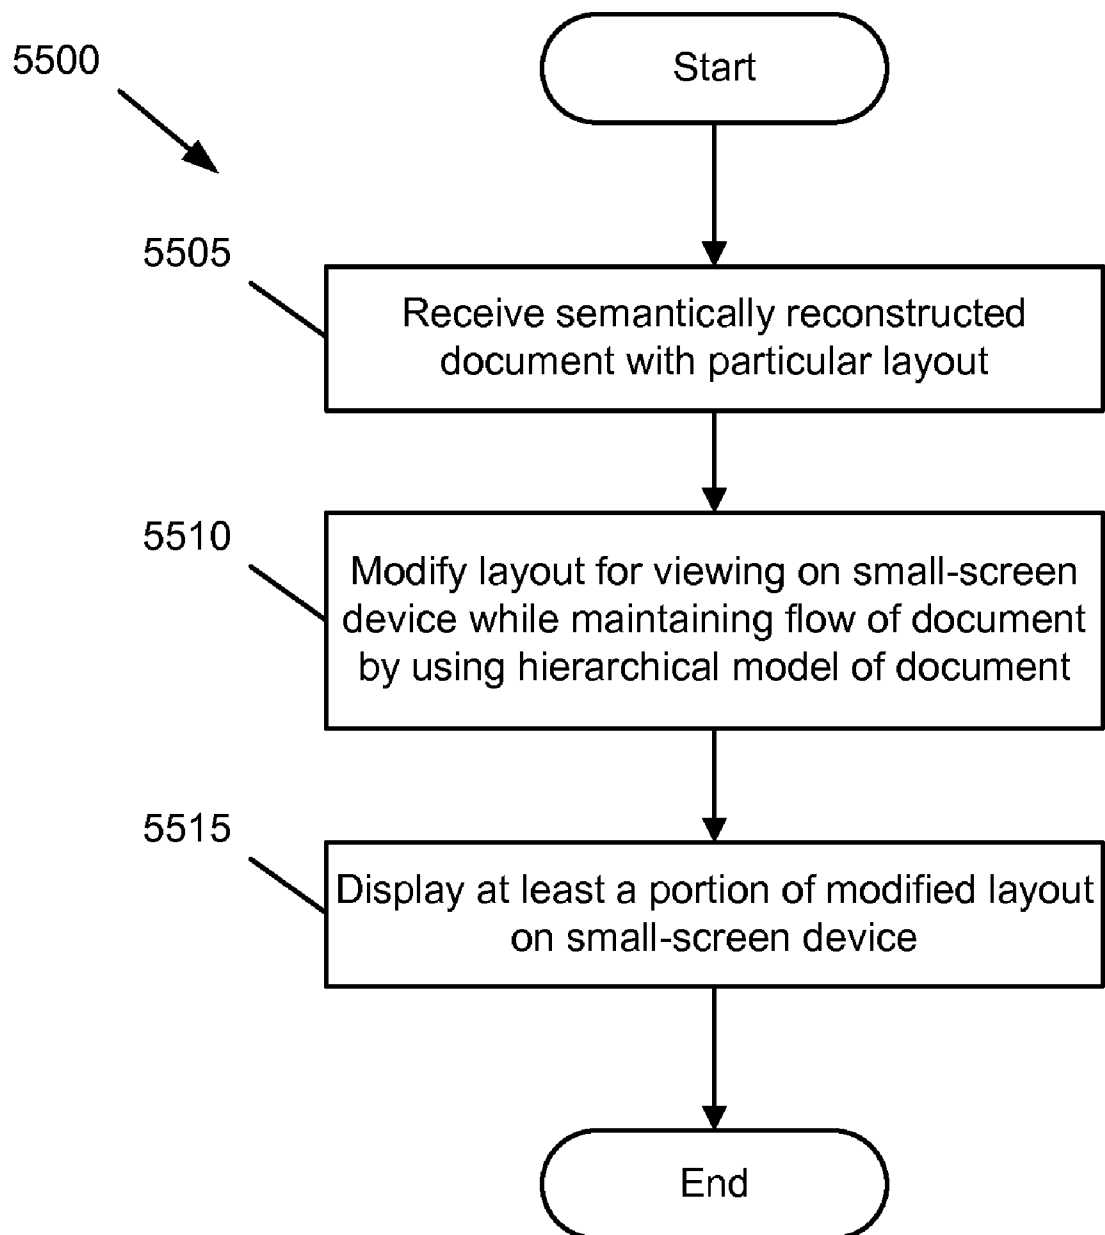 5500
Start
5505
Receive semantically reconstructed
document with particular layout
5510
Modify layout for viewing on small-screen
device while maintaining flow of document
by using hierarchical model of document
5515
Display at least a portion of modified layout
on small-screen device
End